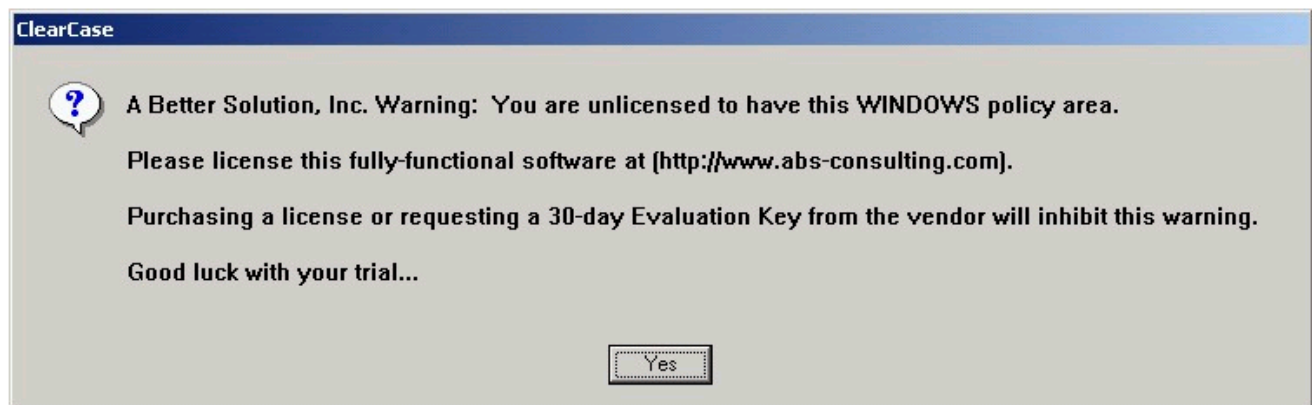 ClearCase
A Better Solution, Inc. Warning:  You are unlicensed to have this WINDOWS policy area.
Please license this fully-functional software at (http://www.abs-consulting.com).
Purchasing a license or requesting a 30-day Evaluation Key from the vendor will inhibit this warning.
Good luck with your trial...
Yes